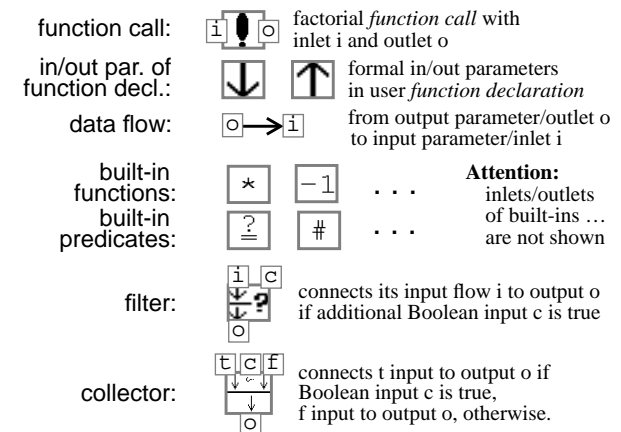 function call:
i ! o
factorial function call with
inlet i and outlet o
in/out par. of
function decl.:
↓ ↑
formal in/out parameters
in user function declaration
data flow:
o → i
from output parameter/outlet o
to input parameter/inlet i
built-in
functions:
* -1 . . .
built-in
predicates:
?= # . . .
Attention:
inlets/outlets
of built-ins …
are not shown
filter:
i c
?
o
connects its input flow i to output o
if additional Boolean input c is true
collector:
t c f
o
connects t input to output o if
Boolean input c is true,
f input to output o, otherwise.